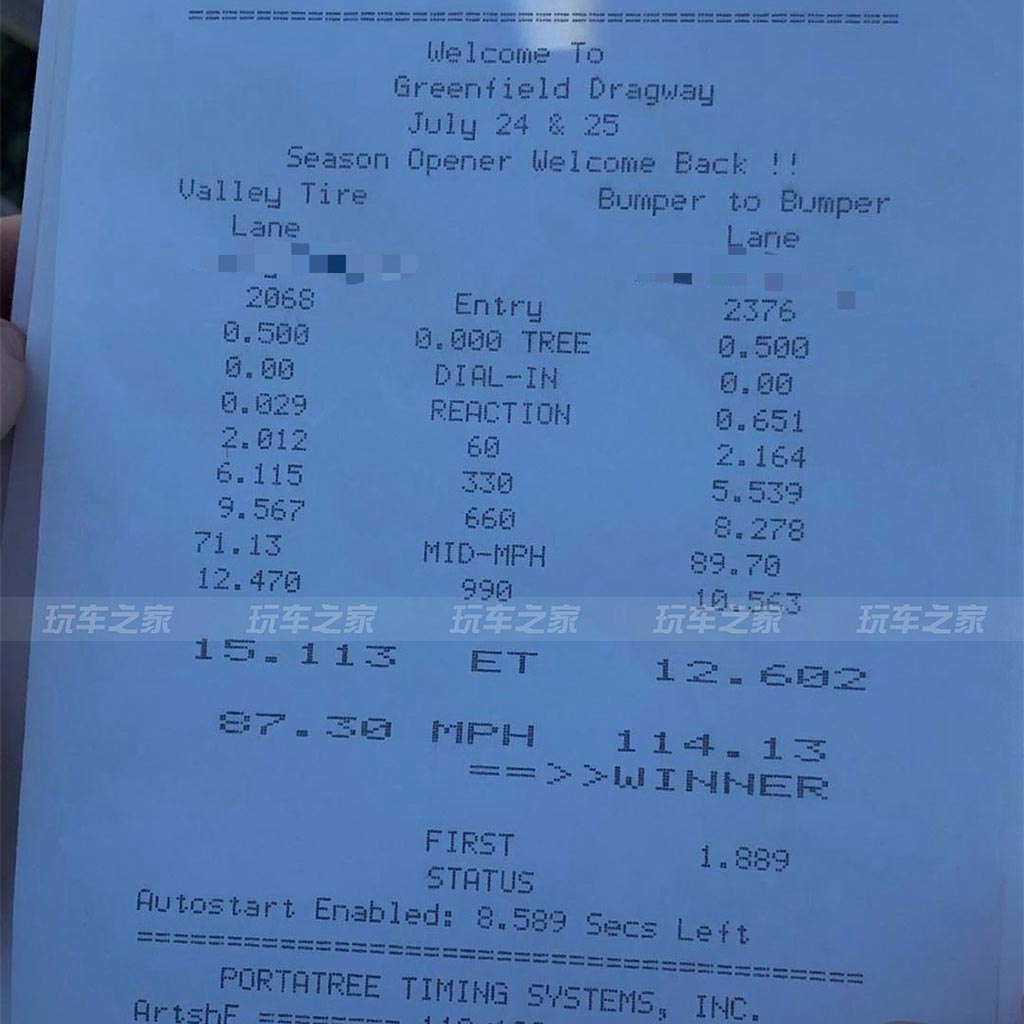 ================================================
Welcome To
Greenfield Dragway
July 24 & 25
Season Opener Welcome Back !!
Valley Tire Bumper to Bumper
Lane Lane
2068 Entry 2376
0.500 0.000 TREE 0.500
0.00 DIAL-IN 0.00
0.029 REACTION 0.651
2.012 60 2.164
6.115 330 5.539
9.567 660 8.278
71.13 MID-MPH 89.70
12.470 990 10.563
玩车之家 玩车之家 玩车之家 玩车之家 玩车之家
15.113 ET 12.602
87.30 MPH 114.13
==>>WINNER
FIRST 1.889
STATUS
Autostart Enabled: 8.589 Secs Left
================================================
PORTATREE TIMING SYSTEMS, INC.
ArtshF ========